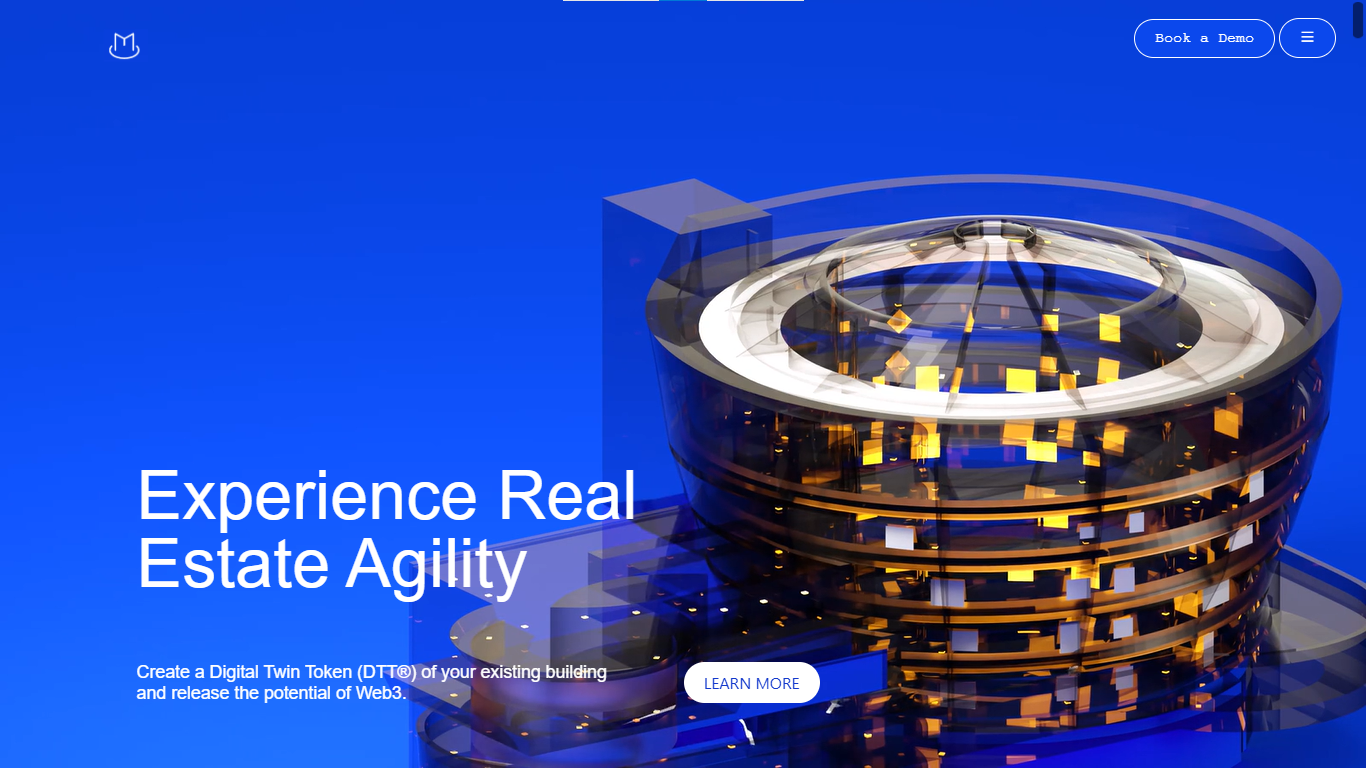 Book a Demo
Experience Real
Estate Agility
Create a Digital Twin Token (DTT®) of your existing building
and release the potential of Web3.
LEARN MORE